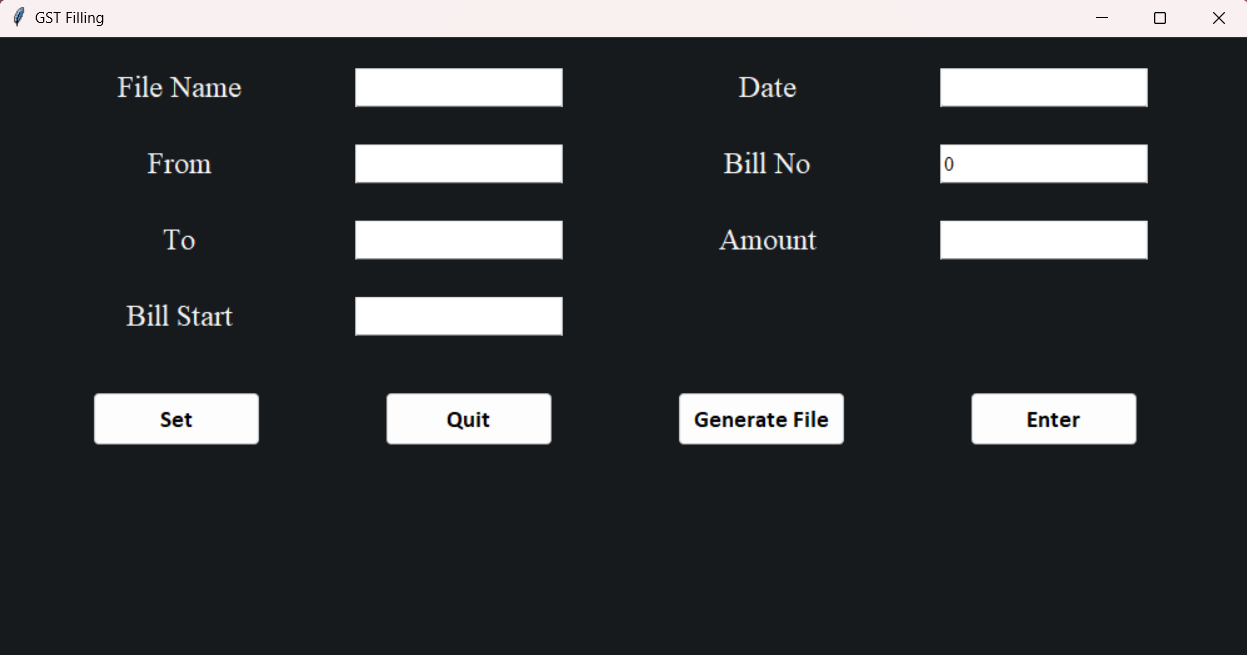 GST Filling
File Name Date
From Bill No 0
To Amount
Bill Start
Set Quit Generate File Enter